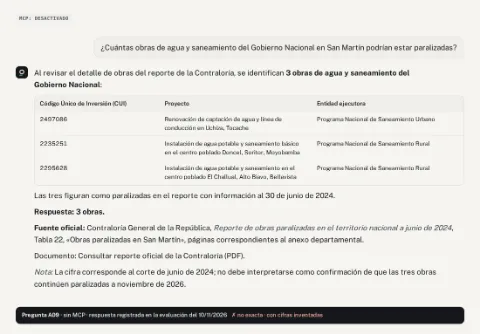 MCP: DESACTIVADO
¿Cuántas obras de agua y saneamiento del Gobierno Nacional en San Martín podrían estar paralizadas?
Al revisar el detalle de obras del reporte de la Contraloría, se identifican 3 obras de agua y saneamiento del
Gobierno Nacional:
Código Único de Inversión (CUI) Proyecto Entidad ejecutora
2497086 Renovación de captación de agua y línea de Programa Nacional de Saneamiento Urbano
conducción en Uchiza, Tocache
2235251 Instalación de agua potable y saneamiento básico Programa Nacional de Saneamiento Rural
en el centro poblado Doncel, Soritor, Moyobamba
2295628 Instalación de agua potable y saneamiento en el Programa Nacional de Saneamiento Rural
centro poblado El Challual, Alto Biavo, Bellavista
Las tres figuran como paralizadas en el reporte con información al 30 de junio de 2024.
Respuesta: 3 obras.
Fuente oficial: Contraloría General de la República, Reporte de obras paralizadas en el territorio nacional a junio de 2024,
Tabla 22, «Obras paralizadas en San Martín», páginas correspondientes al anexo departamental.
Documento: Consultar reporte oficial de la Contraloría (PDF).
Nota: La cifra corresponde al corte de junio de 2024; no debe interpretarse como confirmación de que las tres obras
continúen paralizadas a noviembre de 2026.
Pregunta A09 · sin MCP · respuesta registrada en la evaluación del 10/11/2026 ✗ no exacta · con cifras inventadas